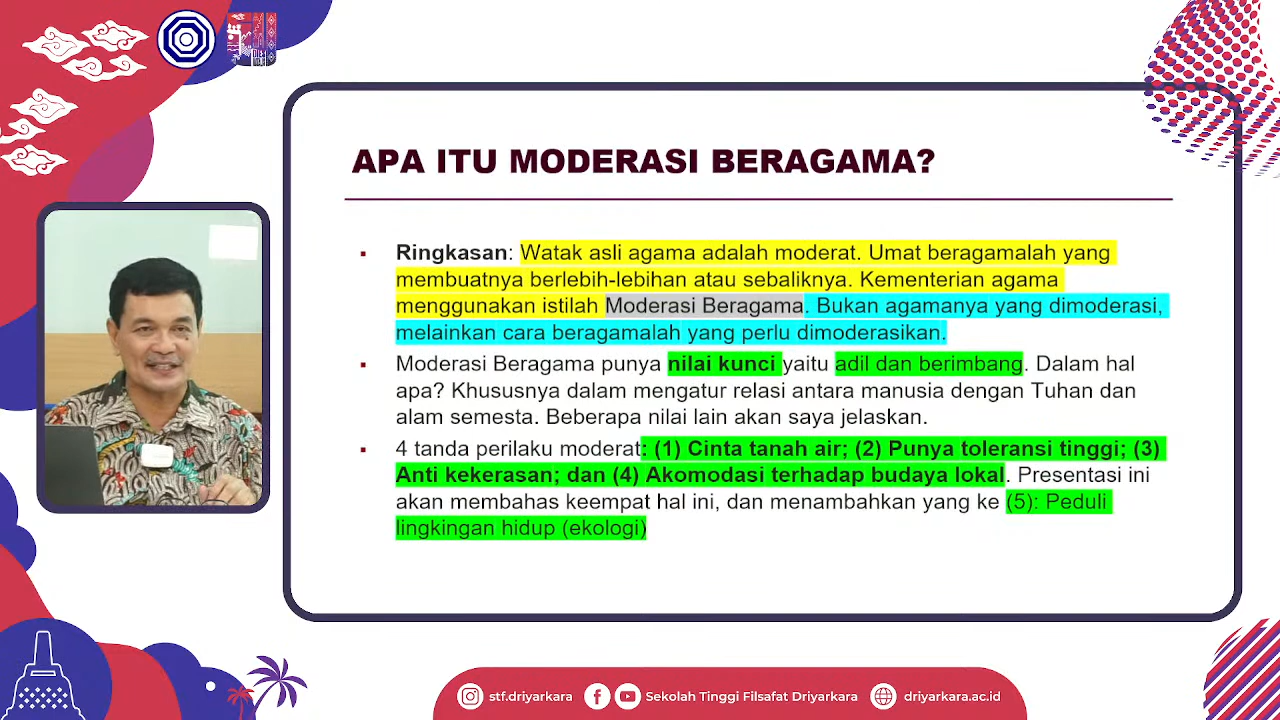 APA ITU MODERASI BERAGAMA?
Ringkasan: Watak asli agama adalah moderat. Umat beragamalah yang
membuatnya berlebih-lebihan atau sebaliknya. Kementerian agama
menggunakan istilah Moderasi Beragama. Bukan agamanya yang dimoderasi,
melainkan cara beragamalah yang perlu dimoderasikan.
Moderasi Beragama punya nilai kunci yaitu adil dan berimbang. Dalam hal
apa? Khususnya dalam mengatur relasi antara manusia dengan Tuhan dan
alam semesta. Beberapa nilai lain akan saya jelaskan.
4 tanda perilaku moderat: (1) Cinta tanah air; (2) Punya toleransi tinggi; (3)
Anti kekerasan; dan (4) Akomodasi terhadap budaya lokal. Presentasi ini
akan membahas keempat hal ini, dan menambahkan yang ke (5): Peduli
lingkingan hidup (ekologi)
stf.driyarkara Sekolah Tinggi Filsafat Driyarkara driyarkara.ac.id